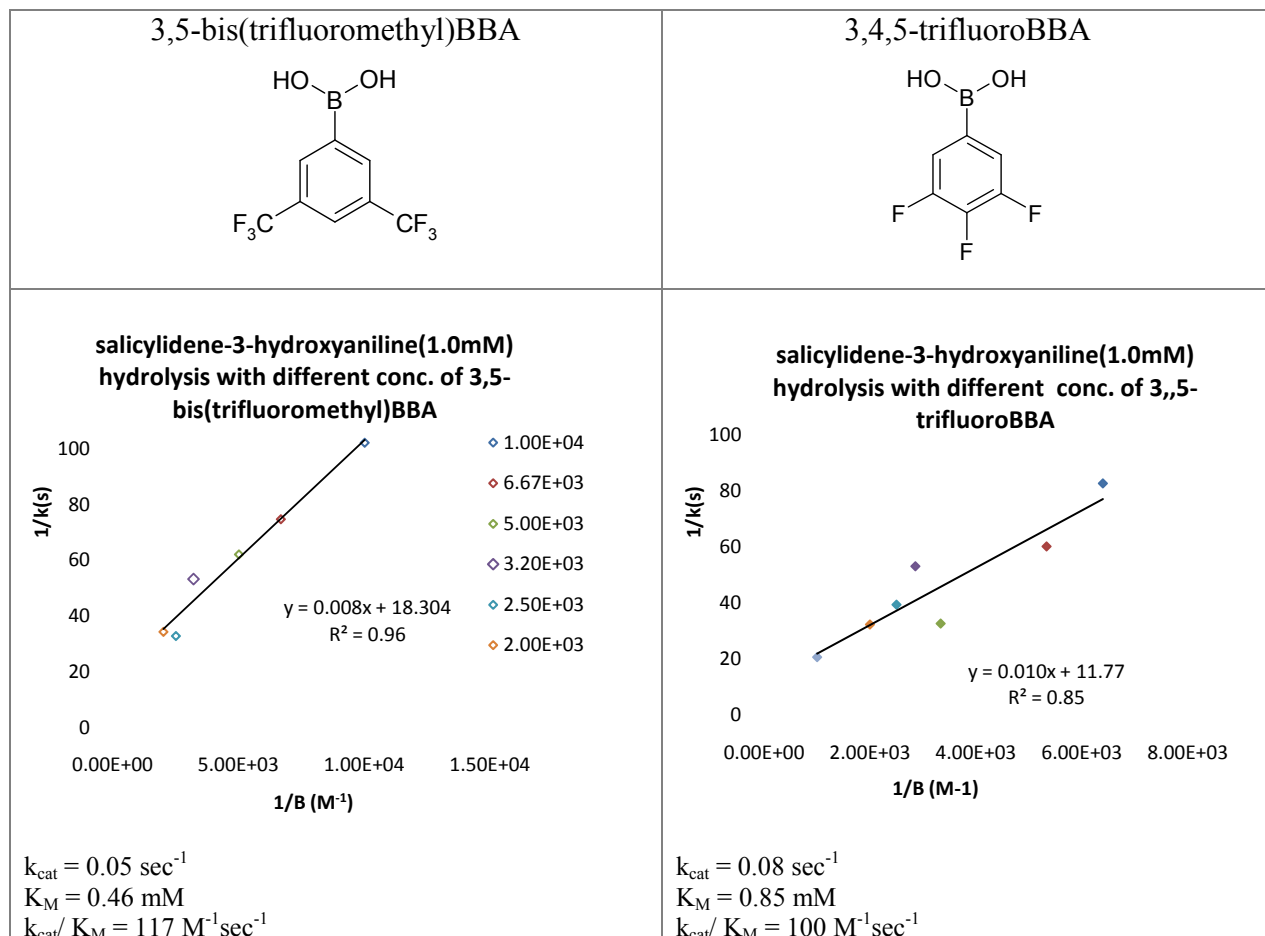 3,5-bis(trifluoromethyl)BBA
HO OH
B
F3C CF3
3,4,5-trifluoroBBA
HO OH
B
F F
F
salicylidene-3-hydroxyaniline(1.0mM)
hydrolysis with different conc. of 3,5-
bis(trifluoromethyl)BBA
1/k(s)
100
80
60
40
20
0
0.00E+00 5.00E+03 1.00E+04 1.50E+04
1/B (M-1)
y = 0.008x + 18.304
R² = 0.96
1.00E+04
6.67E+03
5.00E+03
3.20E+03
2.50E+03
2.00E+03
kcat = 0.05 sec-1
KM = 0.46 mM
kcat/ KM = 117 M-1sec-1
salicylidene-3-hydroxyaniline(1.0mM)
hydrolysis with different conc. of 3,,5-
trifluoroBBA
1/k(s)
100
80
60
40
20
0
0.00E+00 2.00E+03 4.00E+03 6.00E+03 8.00E+03
1/B (M-1)
y = 0.010x + 11.77
R² = 0.85
kcat = 0.08 sec-1
KM = 0.85 mM
kcat/ KM = 100 M-1sec-1